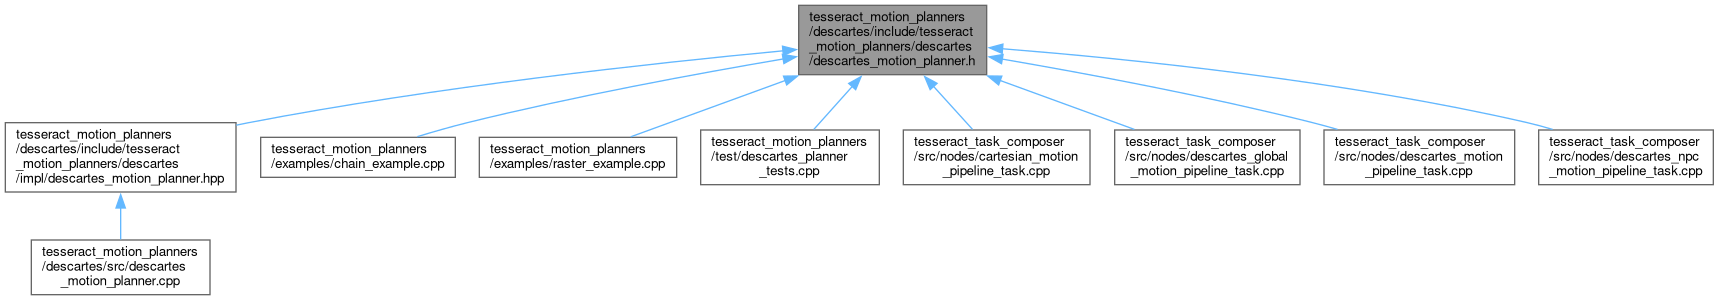 tesseract_motion_planners
/descartes/include/tesseract
_motion_planners/descartes
/descartes_motion_planner.h
tesseract_motion_planners
/descartes/include/tesseract
_motion_planners/descartes
/impl/descartes_motion_planner.hpp
tesseract_motion_planners
/examples/chain_example.cpp
tesseract_motion_planners
/examples/raster_example.cpp
tesseract_motion_planners
/test/descartes_planner
_tests.cpp
tesseract_task_composer
/src/nodes/cartesian_motion
_pipeline_task.cpp
tesseract_task_composer
/src/nodes/descartes_global
_motion_pipeline_task.cpp
tesseract_task_composer
/src/nodes/descartes_motion
_pipeline_task.cpp
tesseract_task_composer
/src/nodes/descartes_npc
_motion_pipeline_task.cpp
tesseract_motion_planners
/descartes/src/descartes
_motion_planner.cpp